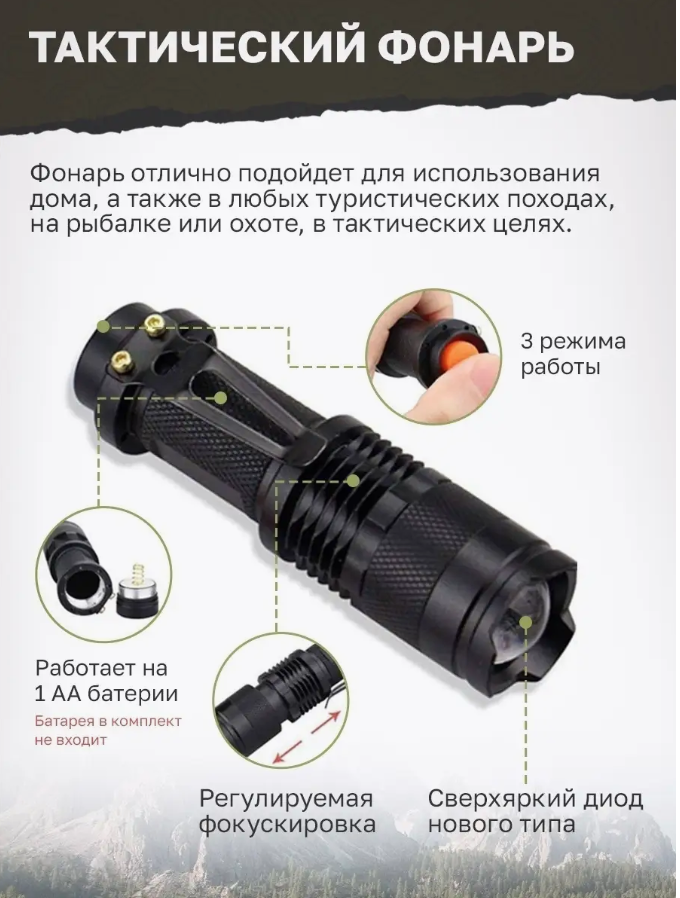 ТАКТИЧЕСКИЙ ФОНАРЬ
Фонарь отлично подойдет для использования
дома, а также в любых туристических походах,
на рыбалке или охоте, в тактических целях.
3 режима
работы
Работает на
1 АА батерии
Батарея в комплект
не входит
Регулируемая
фокускировка
Сверхяркий диод
нового типа